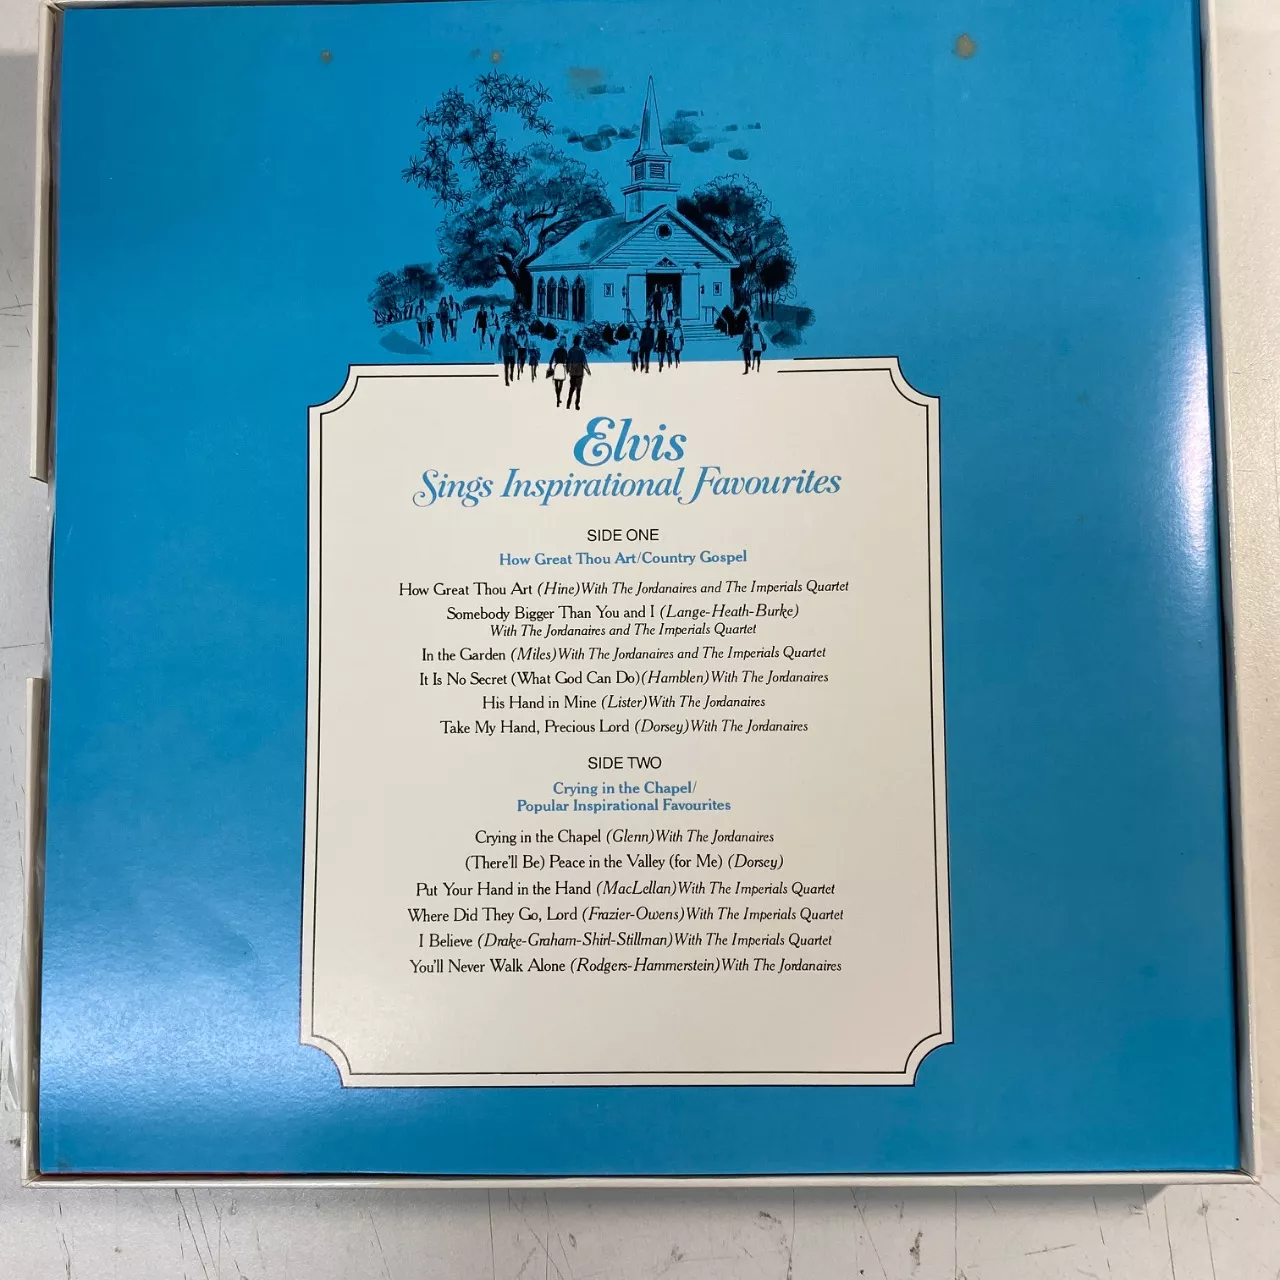 Elvis
Sings Inspirational Favourites
SIDE ONE
How Great Thou Art/Country Gospel
How Great Thou Art (Hine) With The Jordanaires and The Imperials Quartet
Somebody Bigger Than You and I (Lange-Heath-Burke)
With The Jordanaires and The Imperials Quartet
In the Garden (Miles) With The Jordanaires and The Imperials Quartet
It Is No Secret (What God Can Do) (Hamblen) With The Jordanaires
His Hand in Mine (Lister) With The Jordanaires
Take My Hand, Precious Lord (Dorsey) With The Jordanaires
SIDE TWO
Crying in the Chapel/
Popular Inspirational Favourites
Crying in the Chapel (Glenn) With The Jordanaires
(There'll Be) Peace in the Valley (for Me) (Dorsey)
Put Your Hand in the Hand (MacLellan) With The Imperials Quartet
Where Did They Go, Lord (Frazier-Owens) With The Imperials Quartet
I Believe (Drake-Graham-Shirl-Stillman) With The Imperials Quartet
You'll Never Walk Alone (Rodgers-Hammerstein) With The Jordanaires